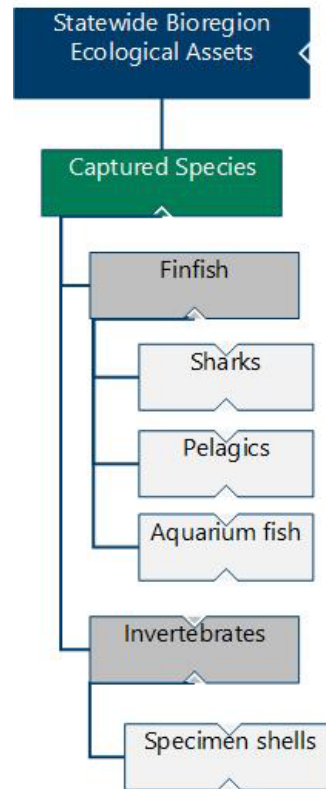 Statewide Bioregion
Ecological Assets
Captured Species
Finfish
Sharks
Pelagics
Aquarium fish
Invertebrates
Specimen shells